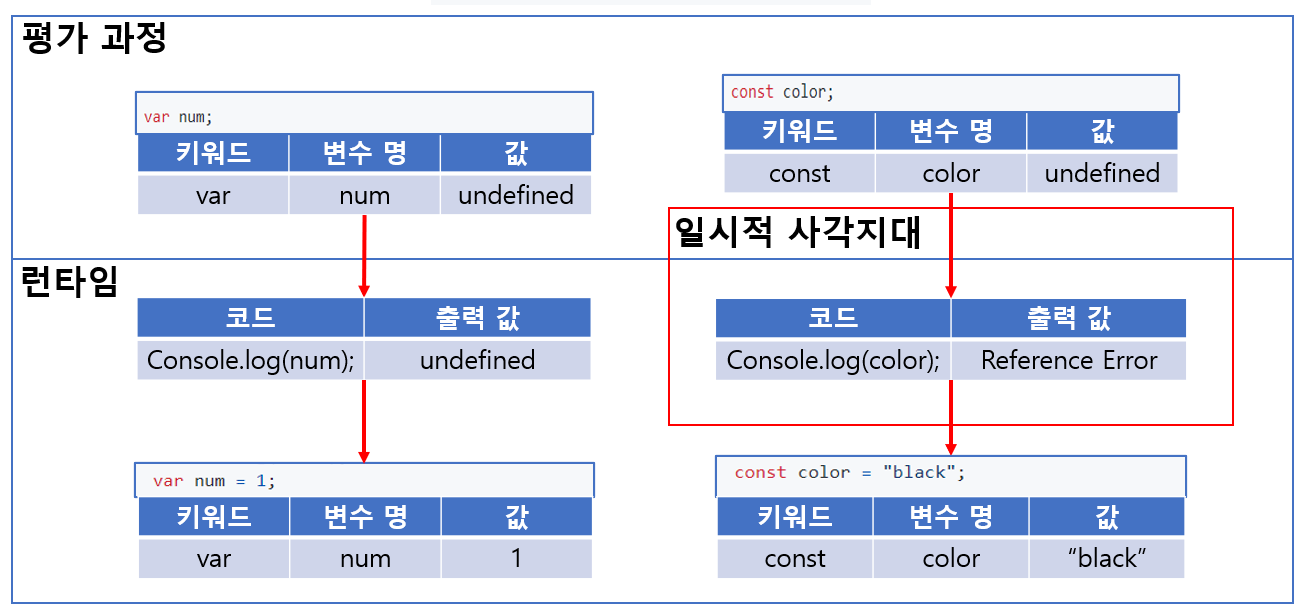 평가 과정
var num;
키워드 변수 명 값
var num undefined
const color;
키워드 변수 명 값
const color undefined
일시적 사각지대
런타임
코드 출력 값
Console.log(num); undefined
코드 출력 값
Console.log(color); Reference Error
var num = 1;
키워드 변수 명 값
var num 1
const color = "black";
키워드 변수 명 값
const color “black”